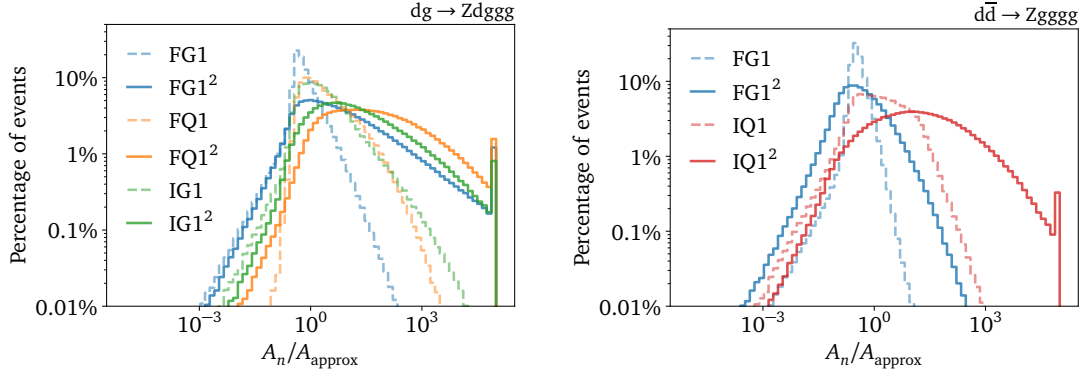 dg → Zdggg
Percentage of events
10%
1%
0.1%
0.01%
FG1
FG1²
FQ1
FQ1²
IG1
IG1²
10⁻³
10⁰
10³
Aₙ/A_approx
dd̅ → Zgggg
Percentage of events
10%
1%
0.1%
0.01%
FG1
FG1²
IQ1
IQ1²
10⁻³
10⁰
10³
Aₙ/A_approx